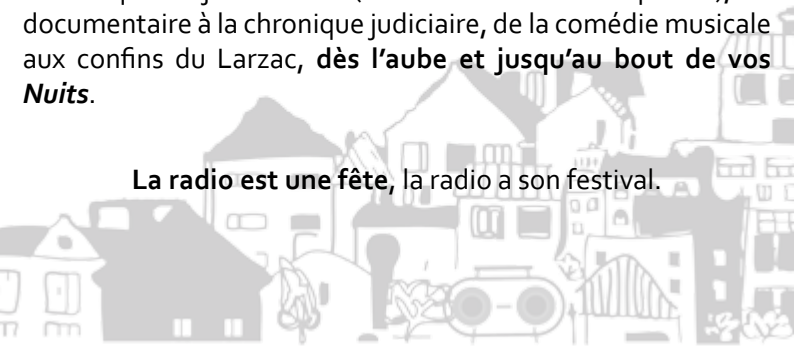 documentaire à la chronique judiciaire, de la comédie musicale
aux confins du Larzac, dès l'aube et jusqu'au bout de vos
Nuits.
La radio est une fête, la radio a son festival.